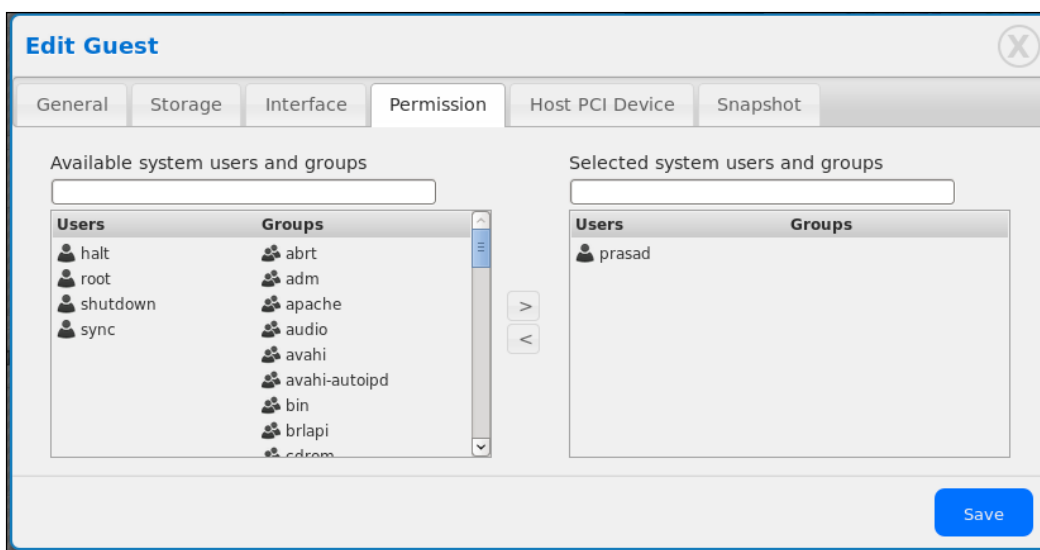 Edit Guest
X
General Storage Interface Permission Host PCI Device Snapshot
Available system users and groups Selected system users and groups
Users Groups Users Groups
halt abrt prasad
root adm
shutdown apache
> 
sync audio
<
avahi
avahi-autoipd
bin
brlapi
cdrom
Save